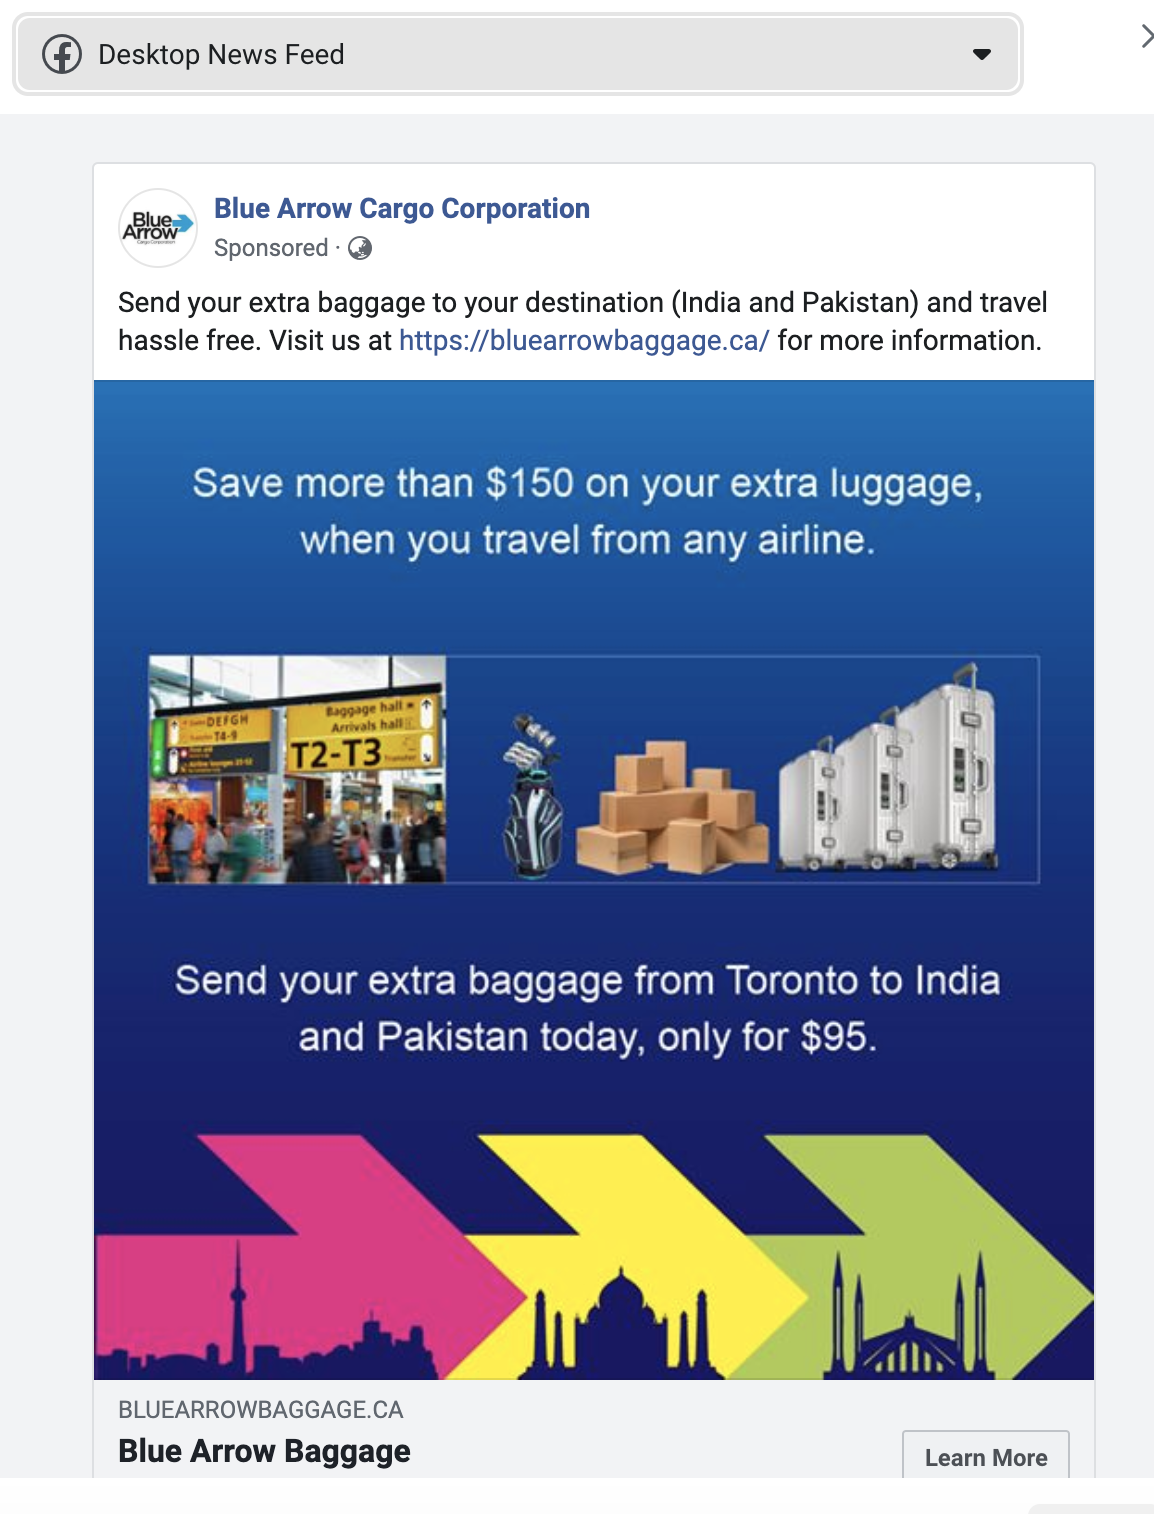 Desktop News Feed
Blue
Arrow
Cargo Corporation
Blue Arrow Cargo Corporation
Sponsored ·
Send your extra baggage to your destination (India and Pakistan) and travel
hassle free. Visit us at https://bluearrowbaggage.ca/ for more information.
Save more than $150 on your extra luggage,
when you travel from any airline.
DEFGH
T4-9
Baggage hall
Arrivals hall
T2-T3
Transfer
Send your extra baggage from Toronto to India
and Pakistan today, only for $95.
BLUEARROWBAGGAGE.CA
Blue Arrow Baggage
Learn More